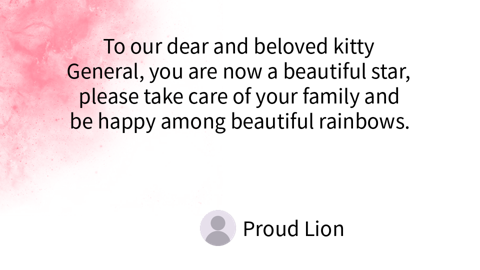 To our dear and beloved kitty
General, you are now a beautiful star,
please take care of your family and
be happy among beautiful rainbows.
Proud Lion